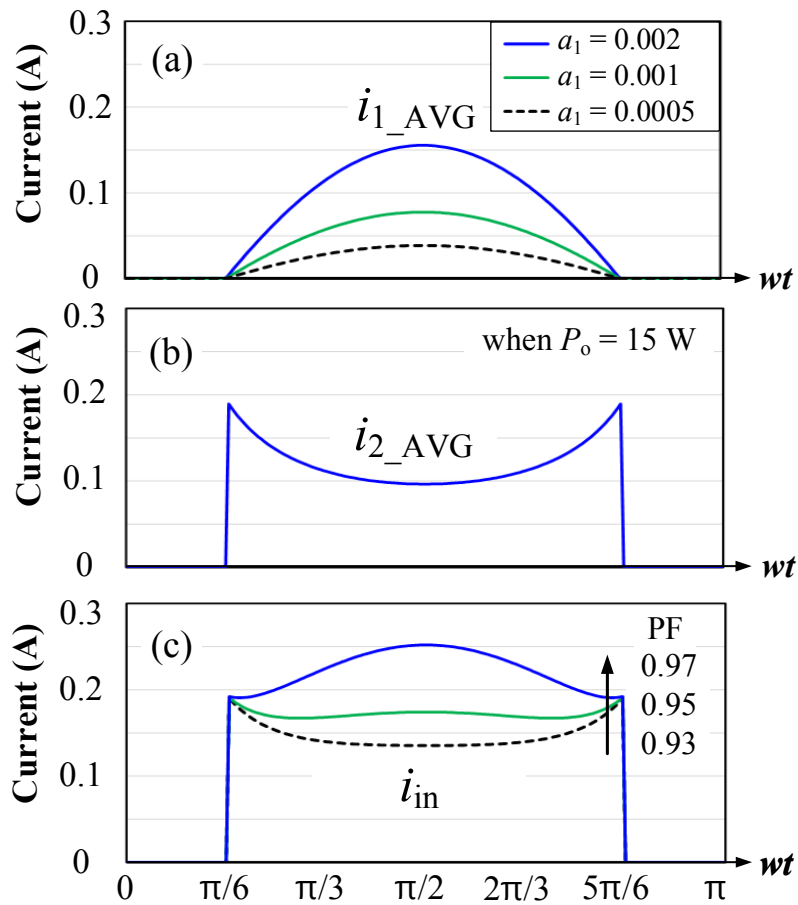 Current (A)
0.3
0.2
0.1
0
(a)
i1_AVG
a1 = 0.002
a1 = 0.001
a1 = 0.0005
wt
Current (A)
0.3
0.2
0.1
0
(b)
when Po = 15 W
i2_AVG
wt
Current (A)
0.3
0.2
0.1
0
(c)
PF
0.97
0.95
0.93
iin
wt
0 π/6 π/3 π/2 2π/3 5π/6 π